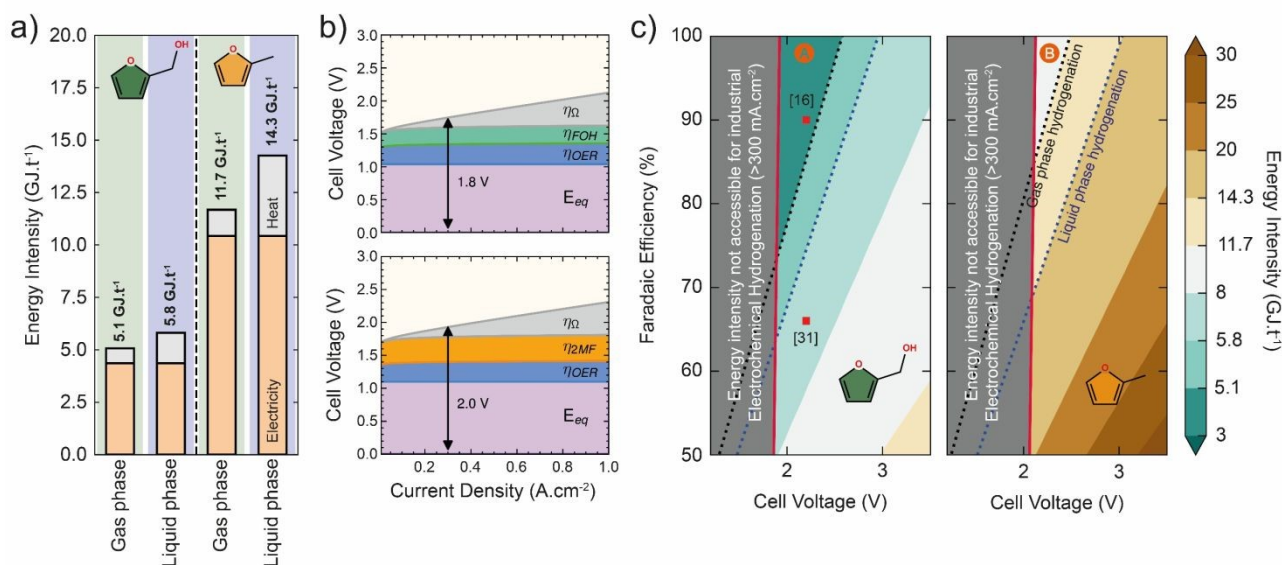 a)
Energy Intensity (GJ.t⁻¹)
20.0
17.5
15.0
12.5
10.0
7.5
5.0
2.5
0.0
O
OH
O
5.1 GJ.t⁻¹
5.8 GJ.t⁻¹
11.7 GJ.t⁻¹
14.3 GJ.t⁻¹
Heat
Electricity
Gas phase
Liquid phase
Gas phase
Liquid phase
b)
Cell Voltage (V)
3.0
2.5
2.0
1.5
1.0
0.5
0.0
ηΩ
ηFOH
ηOER
1.8 V
Eeq
Cell Voltage (V)
3.0
2.5
2.0
1.5
1.0
0.5
0.0
ηΩ
η2MF
ηOER
2.0 V
Eeq
0.2
0.4
0.6
0.8
1.0
Current Density (A.cm⁻²)
c)
Faradaic Efficiency (%)
100
90
80
70
60
50
Energy intensity not accessible for industrial
Electrochemical Hydrogenation (>300 mA.cm⁻²)
A
[16]
[31]
O
OH
2
3
Cell Voltage (V)
Energy intensity not accessible for industrial
Electrochemical Hydrogenation (>300 mA.cm⁻²)
B
Gas phase hydrogenation
Liquid phase hydrogenation
O
2
3
Cell Voltage (V)
30
20
14.3
11.7
8
5.8
5.1
3
Energy Intensity (GJ.t⁻¹)